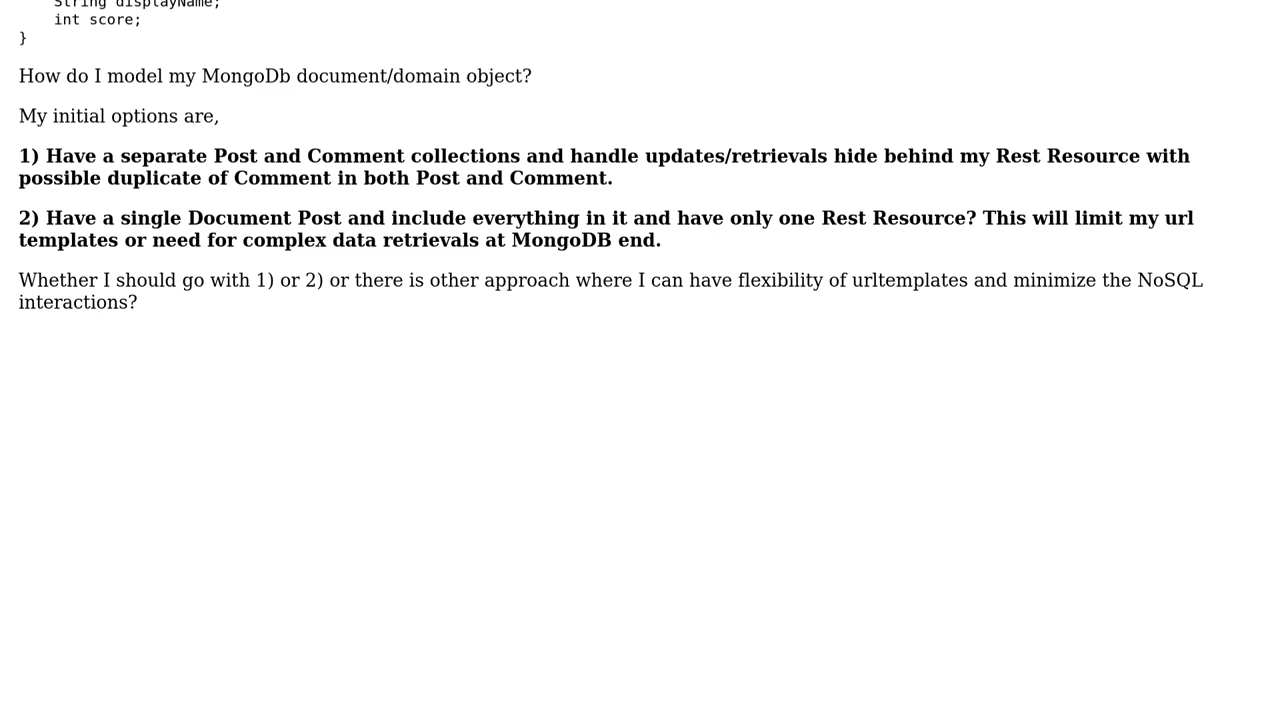 String displayName;
int score;
}
How do I model my MongoDb document/domain object?
My initial options are,
1) Have a separate Post and Comment collections and handle updates/retrievals hide behind my Rest Resource with
possible duplicate of Comment in both Post and Comment.
2) Have a single Document Post and include everything in it and have only one Rest Resource? This will limit my url
templates or need for complex data retrievals at MongoDB end.
Whether I should go with 1) or 2) or there is other approach where I can have flexibility of urltemplates and minimize the NoSQL
interactions?